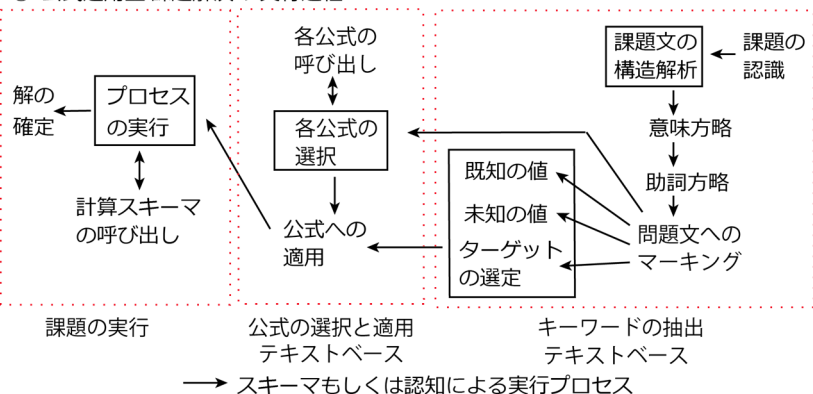 課題の
認識
課題文の
構造解析
意味方略
助詞方略
問題文への
マーキング
既知の値
未知の値
ターゲット
の選定
キーワードの抽出
テキストベース
各公式の
呼び出し
各公式の
選択
公式への
適用
公式の選択と適用
テキストベース
プロセス
の実行
計算スキーマ
の呼び出し
解の
確定
課題の実行
スキーマもしくは認知による実行プロセス